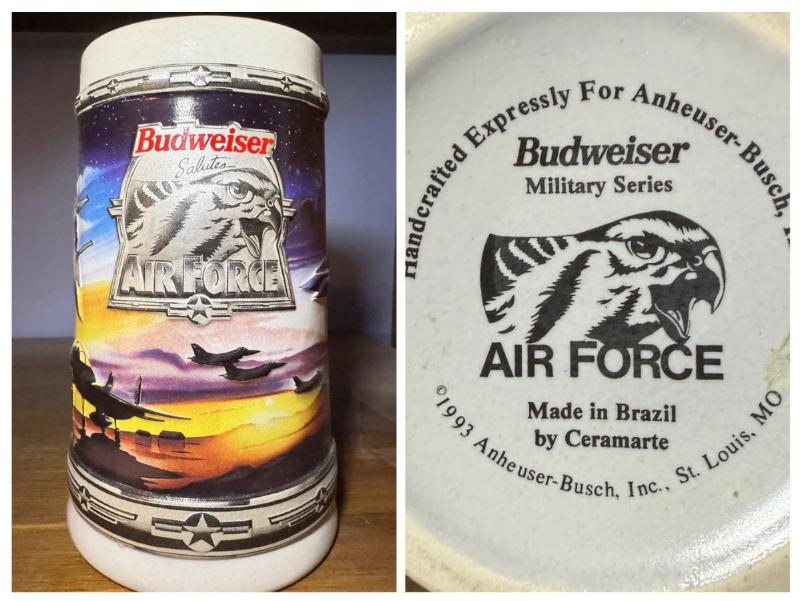 Budweiser
Salutes
AIR FORCE
Handcrafted Expressly For Anheuser-Busch,
Budweiser
Military Series
AIR FORCE
Made in Brazil
by Ceramarte
©1993 Anheuser-Busch, Inc., St. Louis, MO